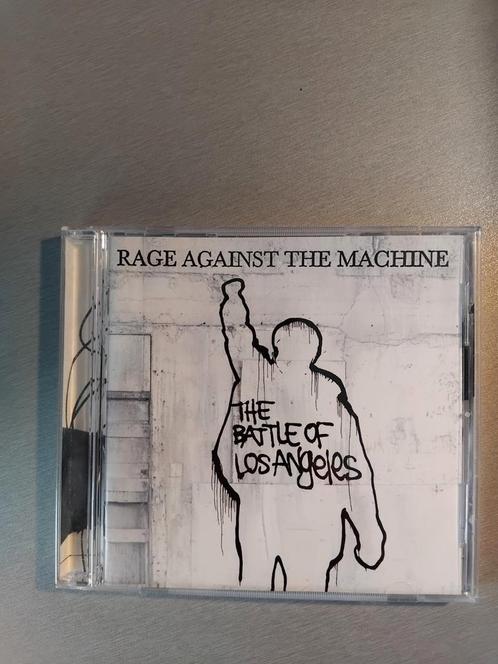 RAGE AGAINST THE MACHINE
THE
BATTLE OF
LOS ANGeLeS